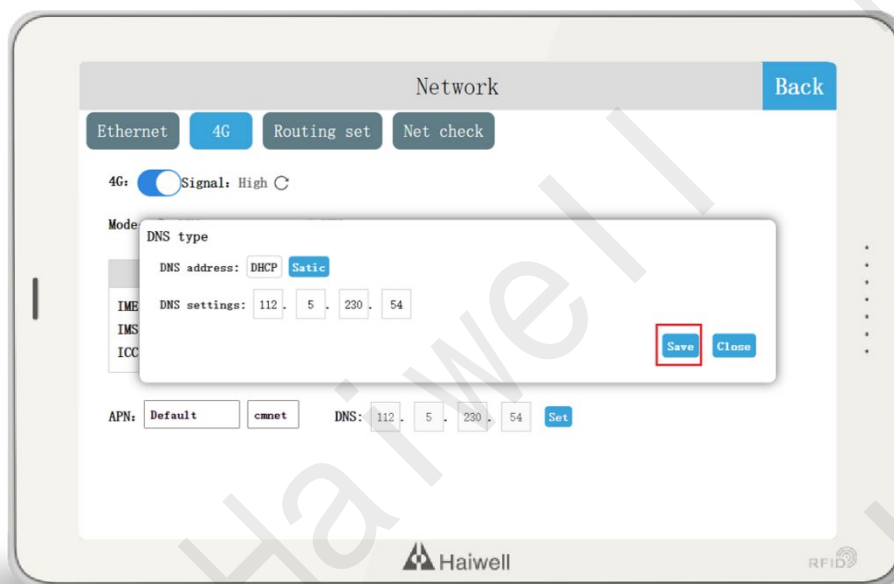 Network
Back
Ethernet
4G
Routing set
Net check
4G:
Signal: High
Mode
DNS type
DNS address: DHCP Satic
DNS settings: 112 . 5 . 230 . 54
IME
IMS
ICC
Save
Close
APN: Default cmnet DNS: 112 . 5 . 230 . 54 Set
Haiwell
RFID
Haiwell